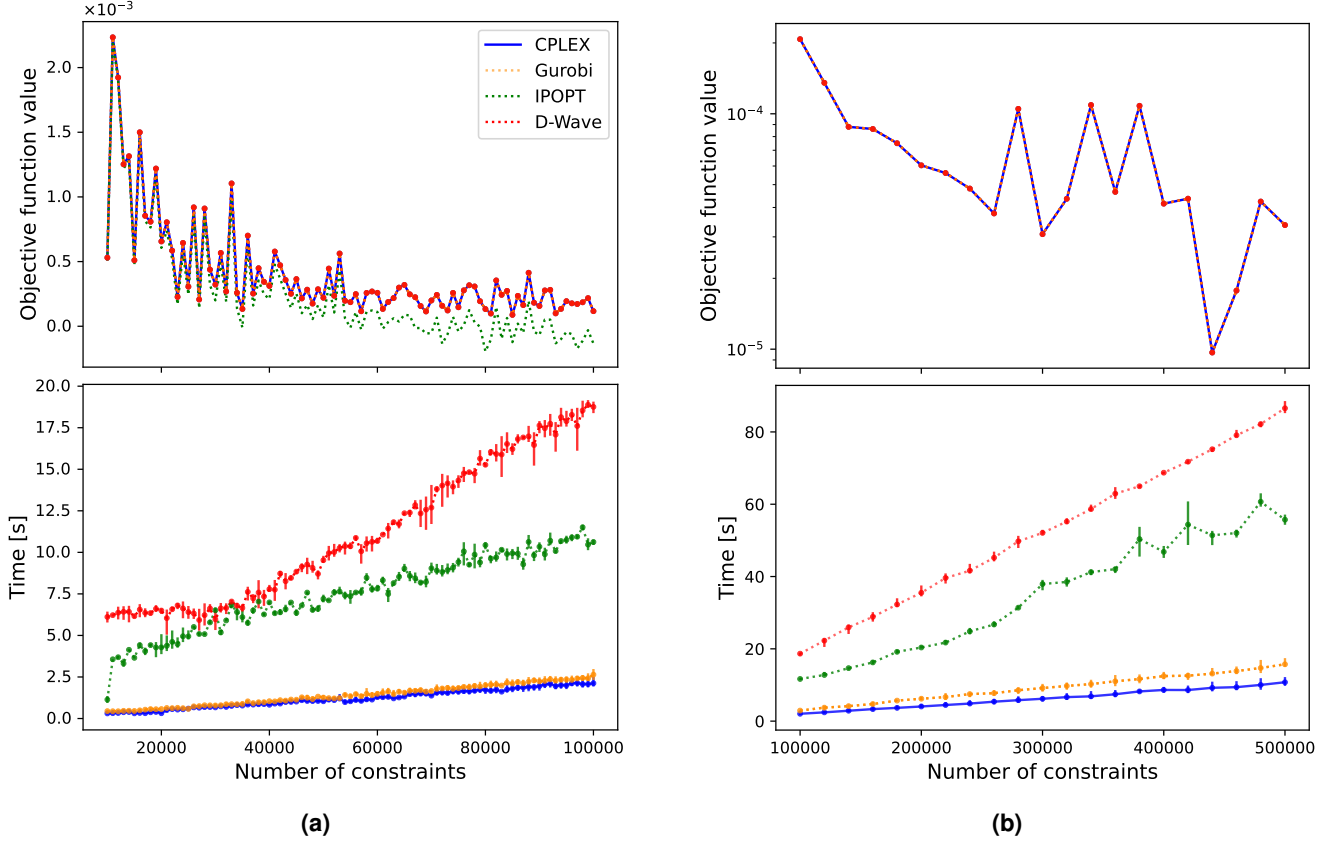 ×10⁻³
2.0
1.5
1.0
0.5
0.0
Objective function value
CPLEX
Gurobi
IPOPT
D-Wave
20.0
17.5
15.0
12.5
10.0
7.5
5.0
2.5
0.0
Time [s]
20000 40000 60000 80000 100000
Number of constraints
(a)
10⁻⁴
10⁻⁵
Objective function value
80
60
40
20
0
Time [s]
100000 200000 300000 400000 500000
Number of constraints
(b)